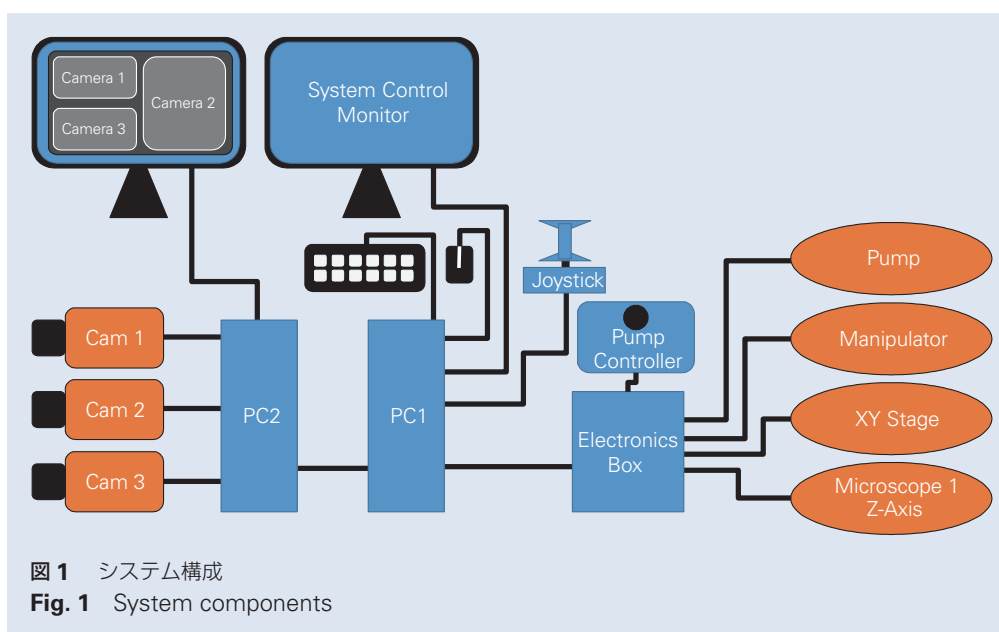 Camera 1
Camera 2
Camera 3
System Control
Monitor
Joystick
Pump
Controller
Pump
Manipulator
XY Stage
Microscope 1
Z-Axis
Cam 1
Cam 2
Cam 3
PC2
PC1
Electronics
Box
図 1 システム構成
Fig. 1 System components